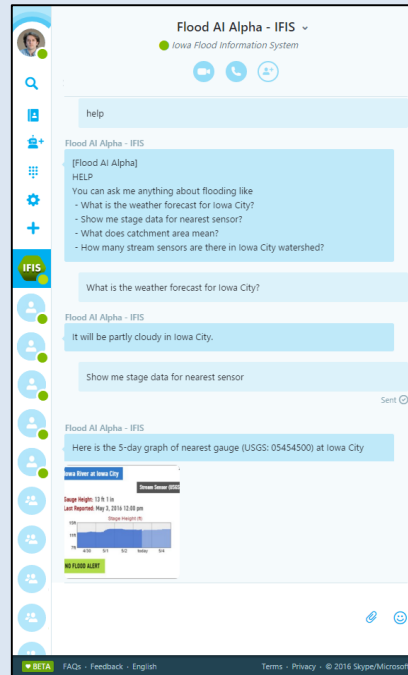 Flood AI Alpha - IFIS
Iowa Flood Information System
help
Flood AI Alpha - IFIS
[Flood AI Alpha]
HELP
You can ask me anything about flooding like
- What is the weather forecast for Iowa City?
- Show me stage data for nearest sensor?
- What does catchment area mean?
- How many stream sensors are there in Iowa City watershed?
IFIS
What is the weather forecast for Iowa City?
Flood AI Alpha - IFIS
It will be partly cloudy in Iowa City.
Show me stage data for nearest sensor
Sent
Flood AI Alpha - IFIS
Here is the 5-day graph of nearest gauge (USGS: 05454500) at Iowa City
Iowa River at Iowa City
Stream Sensor (USGS
Gauge Height: 13 ft 1 in
Last Reported: May 3, 2016 12:00 pm
Stage Height (ft)
4/30 5/1 5/2 today 5/4
NO FLOOD ALERT
BETA FAQs · Feedback · English Terms · Privacy · © 2016 Skype/Microsoft